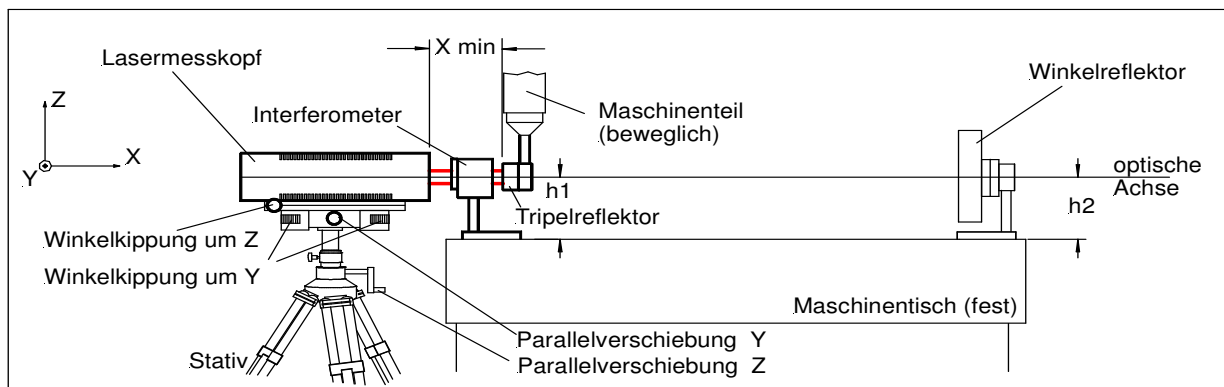 Lasermesskopf
X min
Winkelreflektor
Z
Interferometer
Maschinenteil
(beweglich)
X
Y
optische
Achse
h1
h2
Tripelreflektor
Winkelkippung um Z
Winkelkippung um Y
Maschinentisch (fest)
Parallelverschiebung Y
Stativ
Parallelverschiebung Z